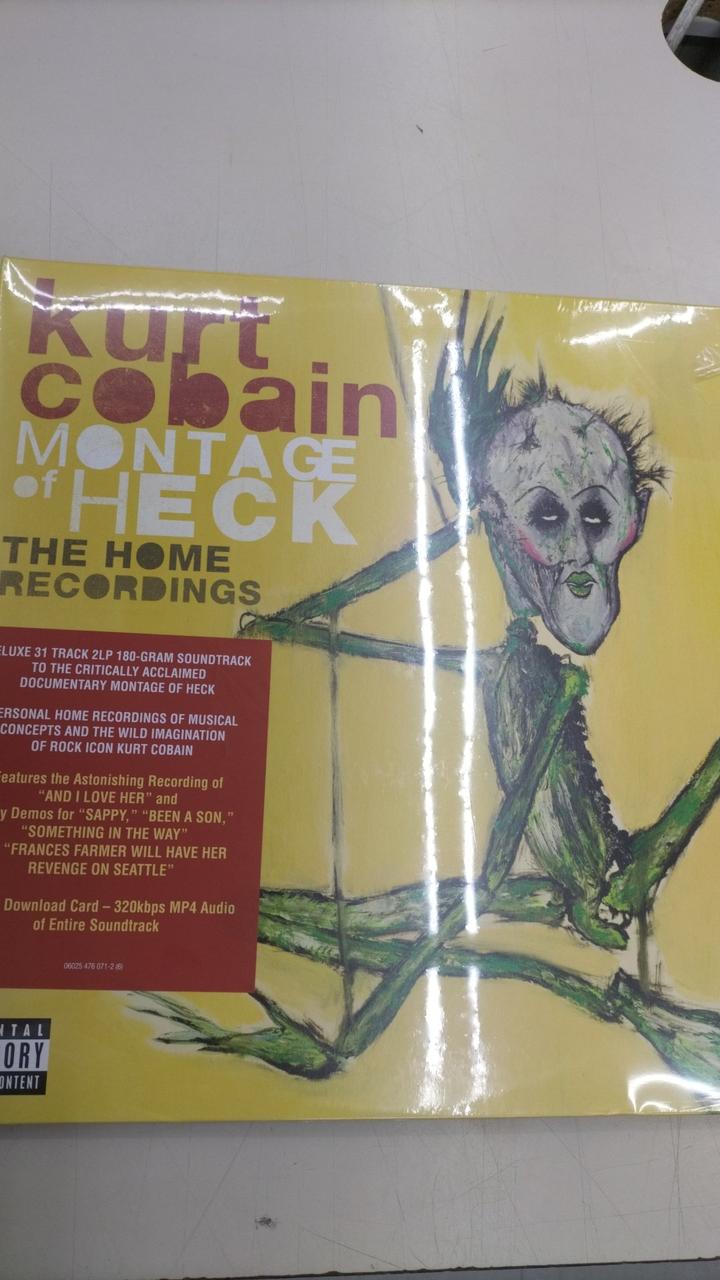 kurt
cobain
MONTAGE
of HECK
THE HOME
RECORDINGS
ELUXE 31 TRACK 2LP 180-GRAM SOUNDTRACK
TO THE CRITICALLY ACCLAIMED
DOCUMENTARY MONTAGE OF HECK
ERSONAL HOME RECORDINGS OF MUSICAL
CONCEPTS AND THE WILD IMAGINATION
OF ROCK ICON KURT COBAIN
Features the Astonishing Recording of
“AND I LOVE HER” and
y Demos for “SAPPY,” “BEEN A SON,”
“SOMETHING IN THE WAY”
“FRANCES FARMER WILL HAVE HER
REVENGE ON SEATTLE”
Download Card – 320kbps MP4 Audio
of Entire Soundtrack
06025 476 071-2 (6)
NTAL
ORY
ONTENT